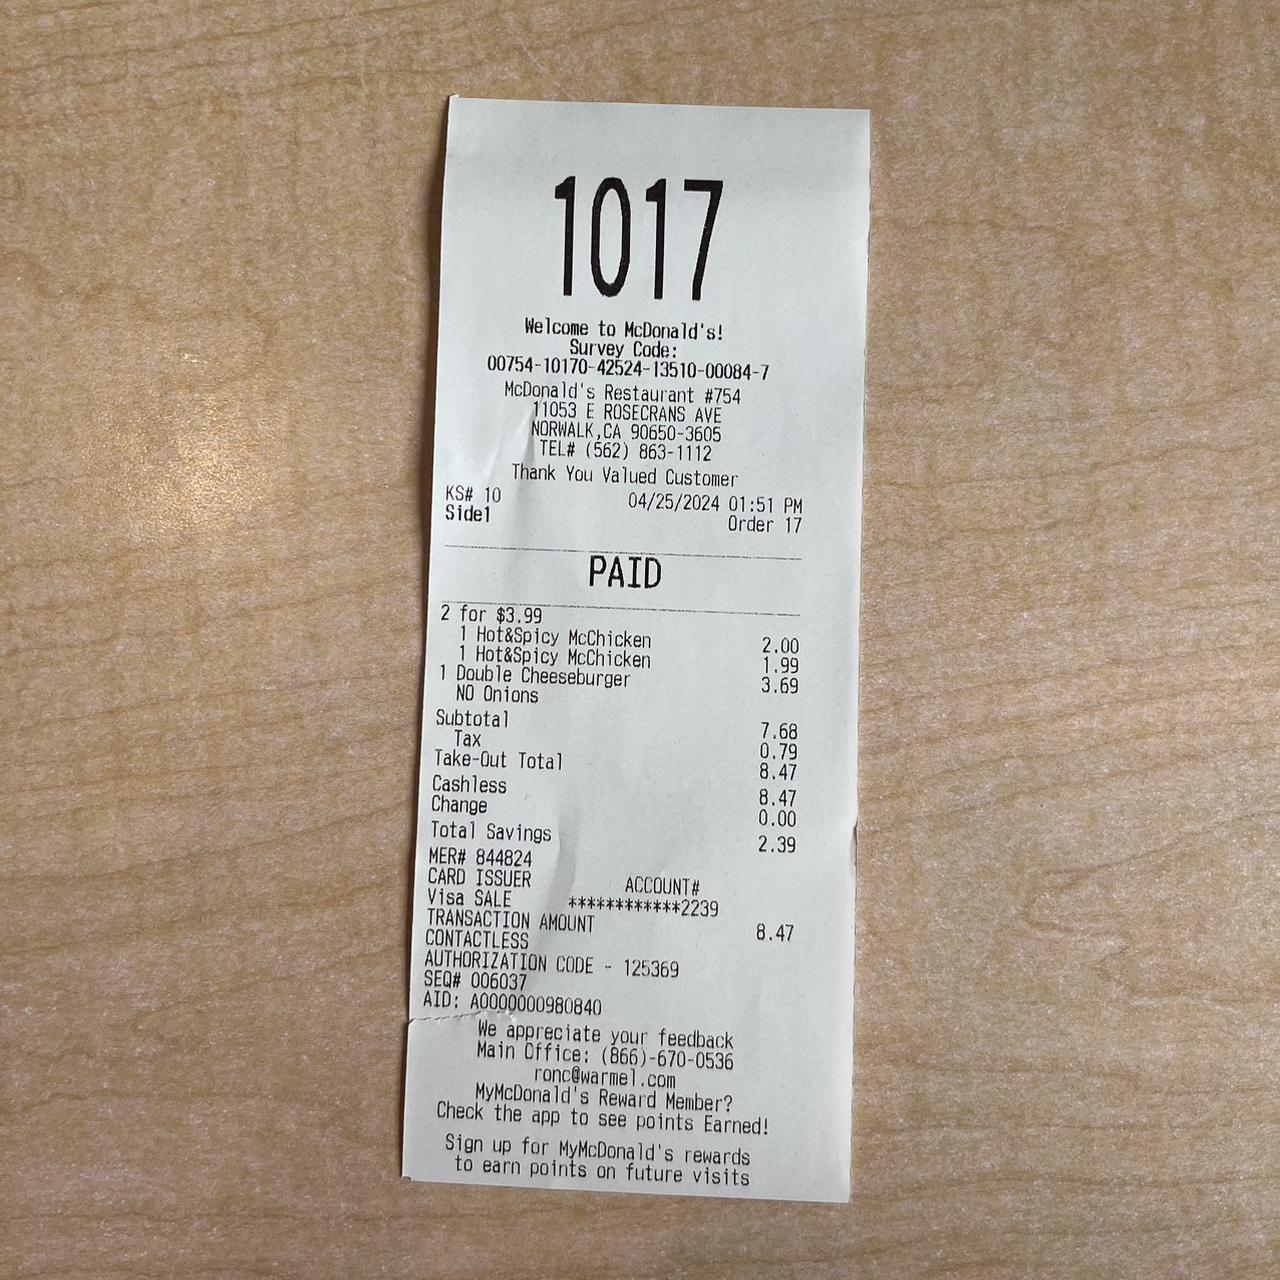 1017
Welcome to McDonald's!
Survey Code:
00754-10170-42524-13510-00084-7
McDonald's Restaurant #754
11053 E ROSECRANS AVE
NORWALK,CA 90650-3605
TEL# (562) 863-1112
Thank You Valued Customer
KS# 10 04/25/2024 01:51 PM
Side1 Order 17
PAID
2 for $3.99
1 Hot&Spicy McChicken 2.00
1 Hot&Spicy McChicken 1.99
1 Double Cheeseburger 3.69
NO Onions
Subtotal 7.68
Tax 0.79
Take-Out Total 8.47
Cashless 8.47
Change 0.00
Total Savings 2.39
MER# 844824
CARD ISSUER ACCOUNT#
Visa SALE ************2239
TRANSACTION AMOUNT 8.47
CONTACTLESS
AUTHORIZATION CODE - 125369
SEQ# 006037
AID: A0000000980840
We appreciate your feedback
Main Office: (866)-670-0536
ronc@warmel.com
MyMcDonald's Reward Member?
Check the app to see points Earned!
Sign up for MyMcDonald's rewards
to earn points on future visits